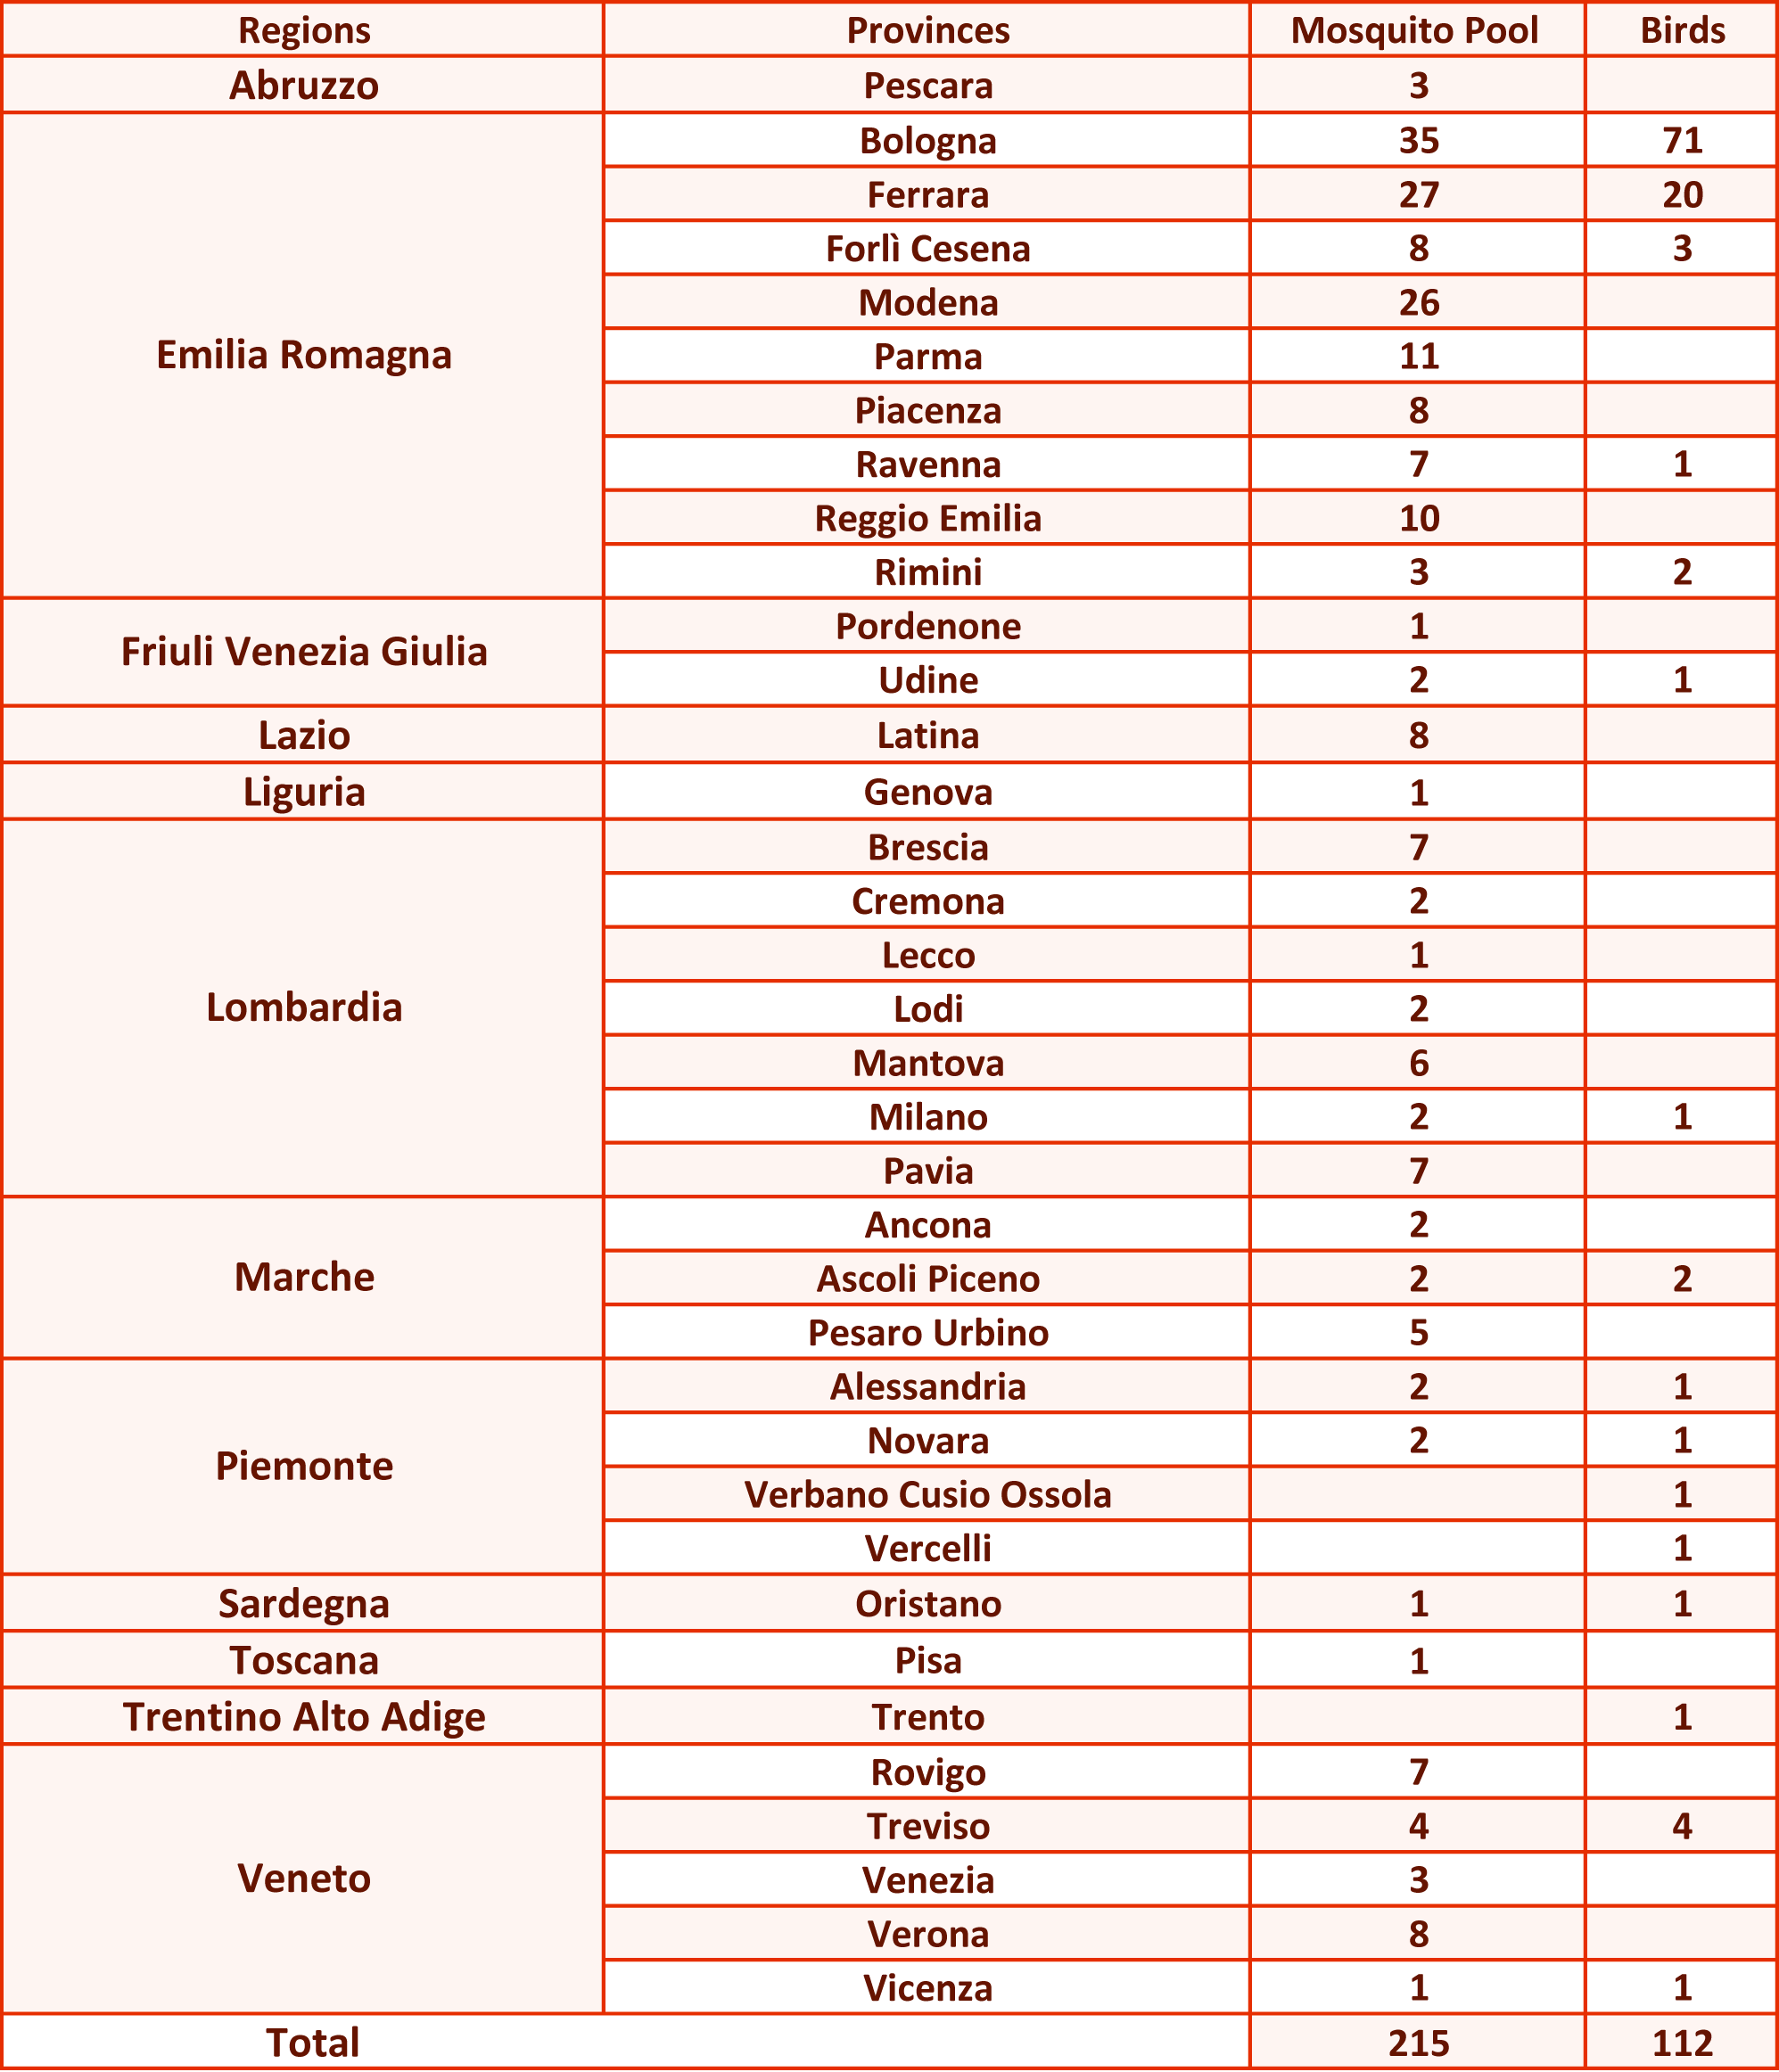 Regions Provinces Mosquito Pool Birds
Abruzzo Pescara 3
Emilia Romagna Bologna 35 71
Ferrara 27 20
Forlì Cesena 8 3
Modena 26
Parma 11
Piacenza 8
Ravenna 7 1
Reggio Emilia 10
Rimini 3 2
Friuli Venezia Giulia Pordenone 1
Udine 2 1
Lazio Latina 8
Liguria Genova 1
Lombardia Brescia 7
Cremona 2
Lecco 1
Lodi 2
Mantova 6
Milano 2 1
Pavia 7
Marche Ancona 2
Ascoli Piceno 2 2
Pesaro Urbino 5
Piemonte Alessandria 2 1
Novara 2 1
Verbano Cusio Ossola 1
Vercelli 1
Sardegna Oristano 1 1
Toscana Pisa 1
Trentino Alto Adige Trento 1
Veneto Rovigo 7
Treviso 4 4
Venezia 3
Verona 8
Vicenza 1 1
Total 215 112